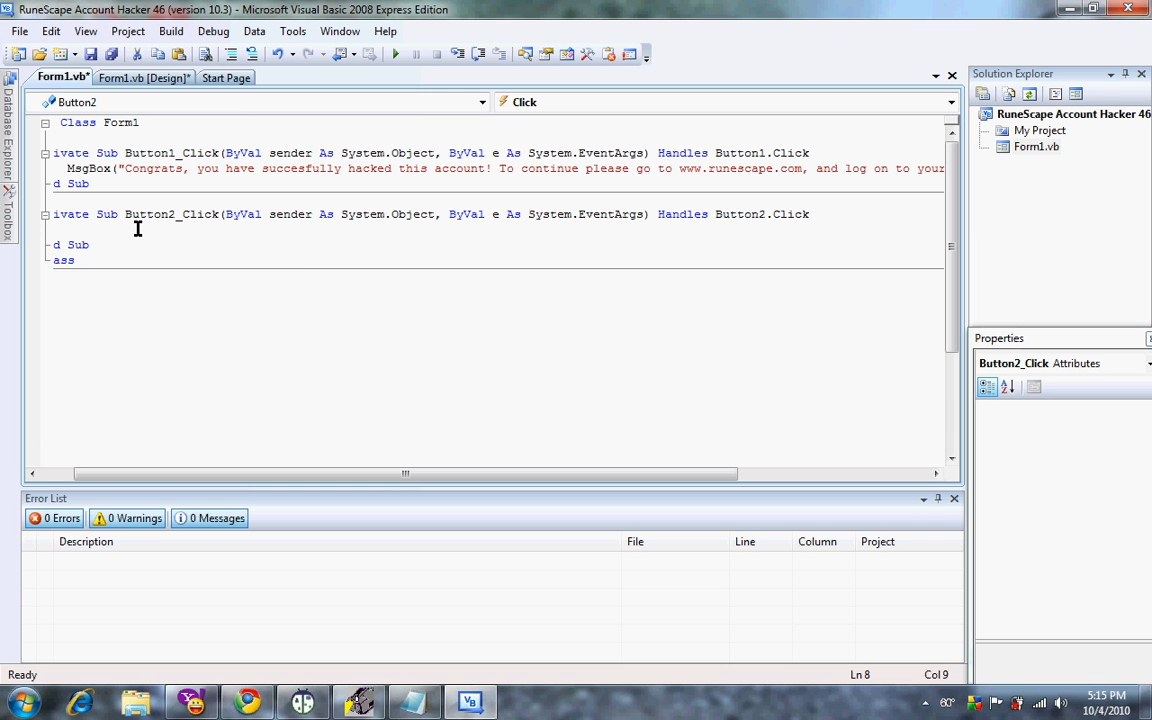 RuneScape Account Hacker 46 (version 10.3) - Microsoft Visual Basic 2008 Express Edition
File Edit View Project Build Debug Data Tools Window Help
Form1.vb* Form1.vb [Design]* Start Page
Solution Explorer
Button2 Click
RuneScape Account Hacker 46
My Project
Form1.vb
Database Explorer
Toolbox
Class Form1
ivate Sub Button1_Click(ByVal sender As System.Object, ByVal e As System.EventArgs) Handles Button1.Click
MsgBox("Congrats, you have succesfully hacked this account! To continue please go to www.runescape.com, and log on to your
d Sub
ivate Sub Button2_Click(ByVal sender As System.Object, ByVal e As System.EventArgs) Handles Button2.Click
d Sub
ass
Properties
Button2_Click Attributes
Error List
0 Errors 0 Warnings 0 Messages
Description File Line Column Project
Ready Ln 8 Col 9
60° 5:15 PM
10/4/2010